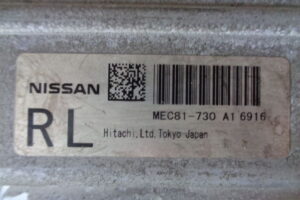 NISSAN
MEC81-730 A1 6916
RL
Hitachi,Ltd,Tokyo Japan